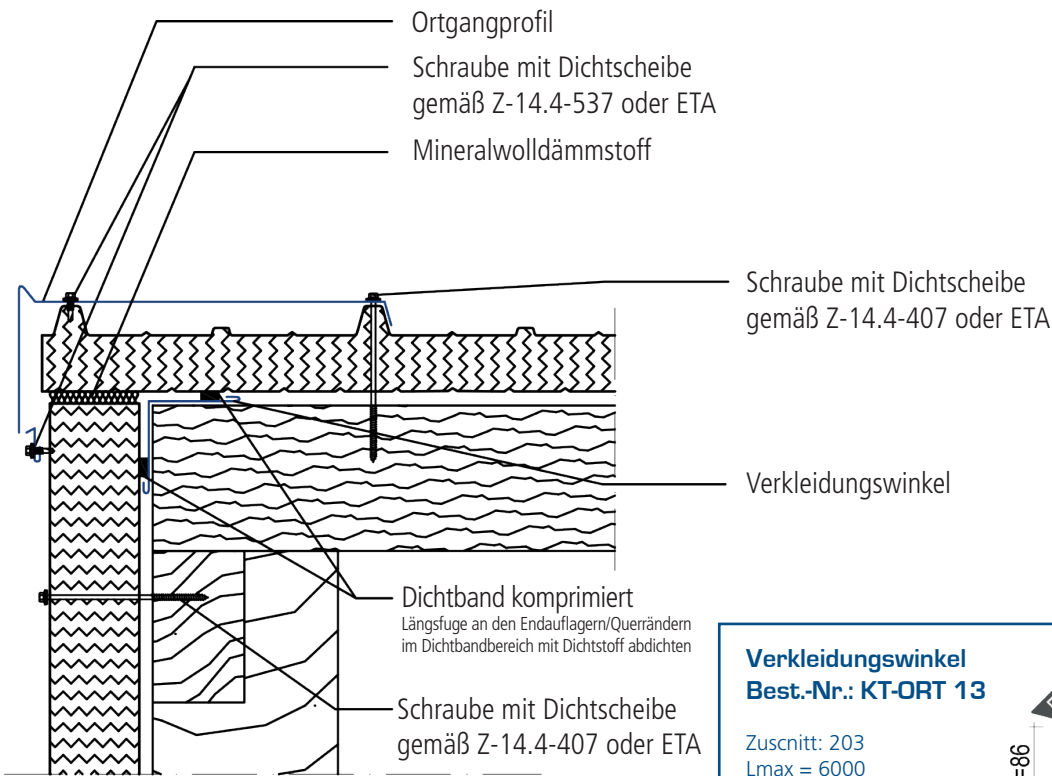 Ortgangprofil
Schraube mit Dichtscheibe
gemäß Z-14.4-537 oder ETA
Mineralwolldämmstoff
Schraube mit Dichtscheibe
gemäß Z-14.4-407 oder ETA
Verkleidungswinkel
Dichtband komprimiert
Längsfuge an den Endauflagern/Querrändern
im Dichtbandbereich mit Dichtstoff abdichten
Schraube mit Dichtscheibe
gemäß Z-14.4-407 oder ETA
Verkleidungswinkel
Best.-Nr.: KT-ORT 13
Zuscnitt: 203
Lmax = 6000
=86